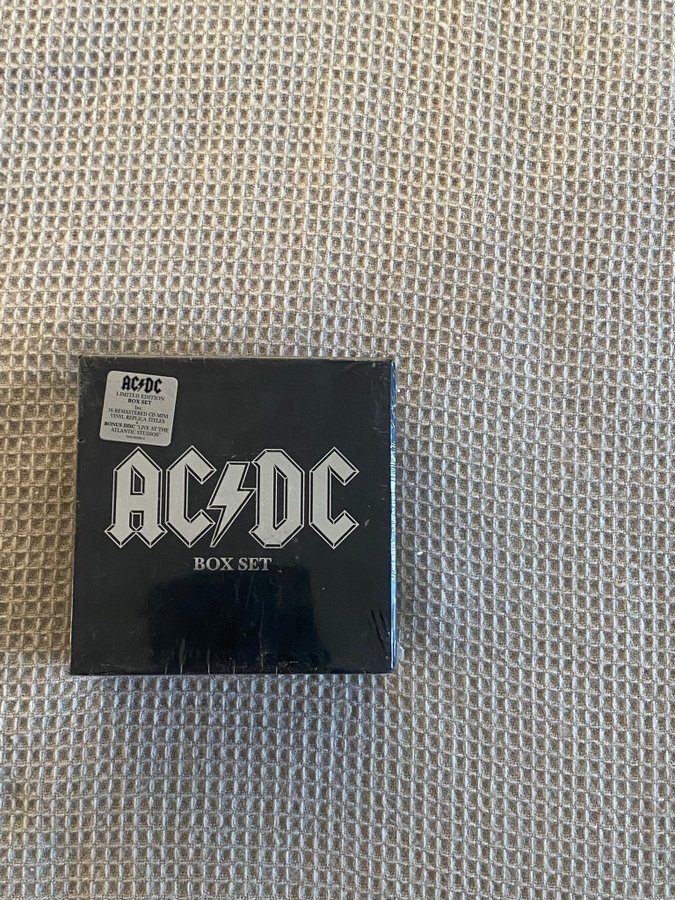 AC⚡DC
LIMITED EDITION
BOX SET
16 REMASTERED CD MINI
VINYL REPLICA TITLES
BONUS DISC "LIVE AT THE
ATLANTIC STUDIOS"
AC⚡DC
BOX SET